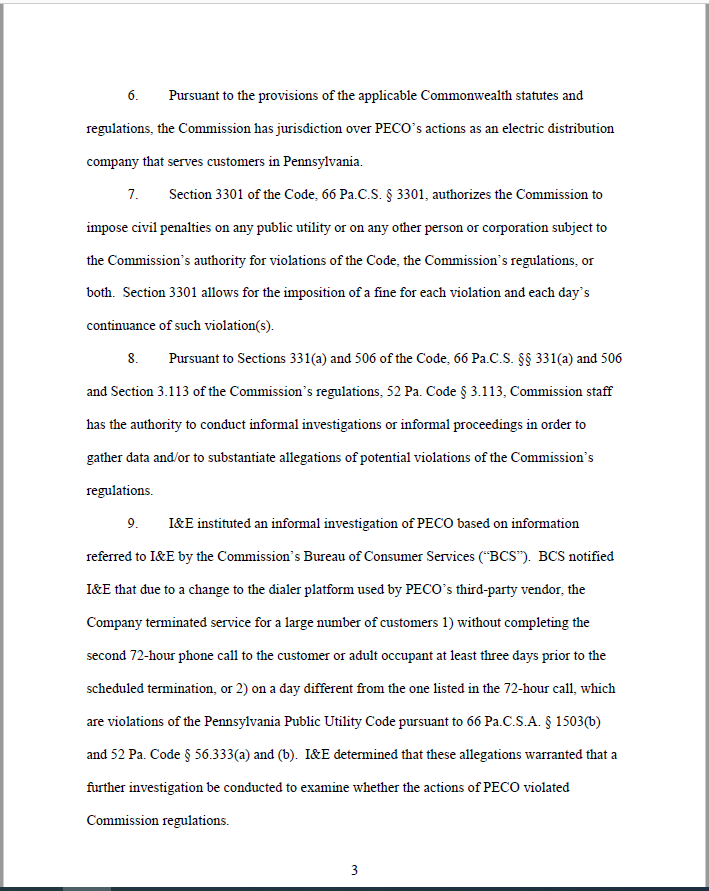 6. Pursuant to the provisions of the applicable Commonwealth statutes and
regulations, the Commission has jurisdiction over PECO’s actions as an electric distribution
company that serves customers in Pennsylvania.
7. Section 3301 of the Code, 66 Pa.C.S. § 3301, authorizes the Commission to
impose civil penalties on any public utility or on any other person or corporation subject to
the Commission’s authority for violations of the Code, the Commission’s regulations, or
both. Section 3301 allows for the imposition of a fine for each violation and each day’s
continuance of such violation(s).
8. Pursuant to Sections 331(a) and 506 of the Code, 66 Pa.C.S. §§ 331(a) and 506
and Section 3.113 of the Commission’s regulations, 52 Pa. Code § 3.113, Commission staff
has the authority to conduct informal investigations or informal proceedings in order to
gather data and/or to substantiate allegations of potential violations of the Commission’s
regulations.
9. I&E instituted an informal investigation of PECO based on information
referred to I&E by the Commission’s Bureau of Consumer Services (“BCS”). BCS notified
I&E that due to a change to the dialer platform used by PECO’s third-party vendor, the
Company terminated service for a large number of customers 1) without completing the
second 72-hour phone call to the customer or adult occupant at least three days prior to the
scheduled termination, or 2) on a day different from the one listed in the 72-hour call, which
are violations of the Pennsylvania Public Utility Code pursuant to 66 Pa.C.S.A. § 1503(b)
and 52 Pa. Code § 56.333(a) and (b). I&E determined that these allegations warranted that a
further investigation be conducted to examine whether the actions of PECO violated
Commission regulations.
3